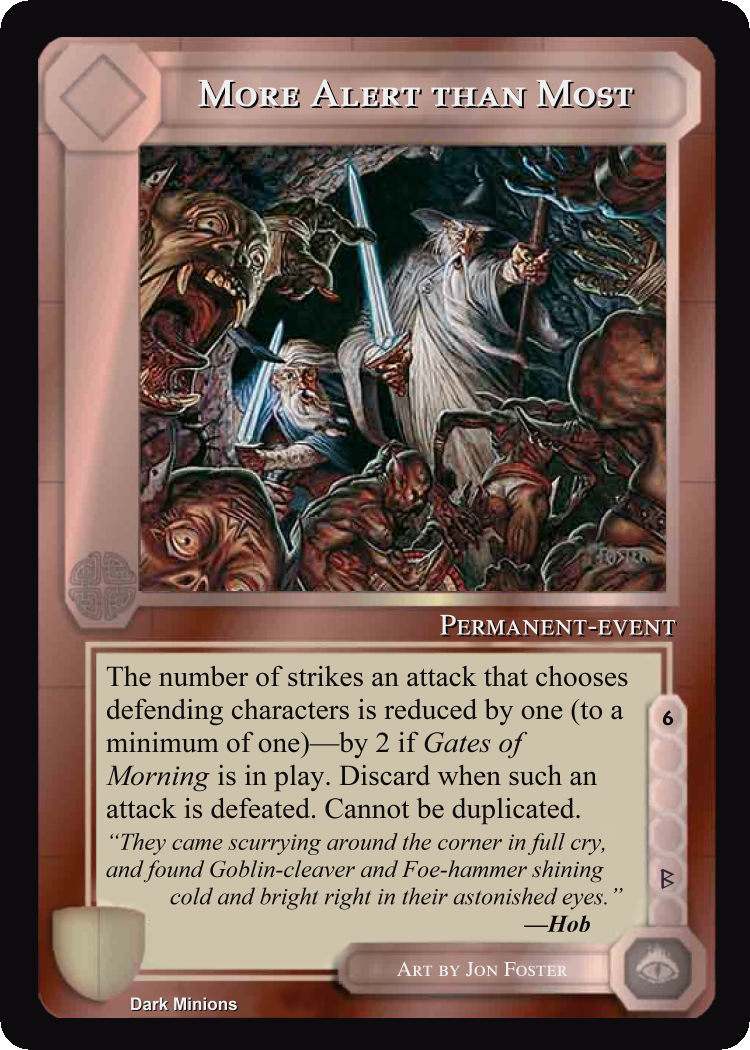 More Alert than Most
FOSTER
Permanent-event
The number of strikes an attack that chooses
defending characters is reduced by one (to a
minimum of one)—by 2 if Gates of
Morning is in play. Discard when such an
attack is defeated. Cannot be duplicated.
6
“They came scurrying around the corner in full cry,
and found Goblin-cleaver and Foe-hammer shining
cold and bright right in their astonished eyes.”
—Hob
ᛒ
Art by Jon Foster
Dark Minions